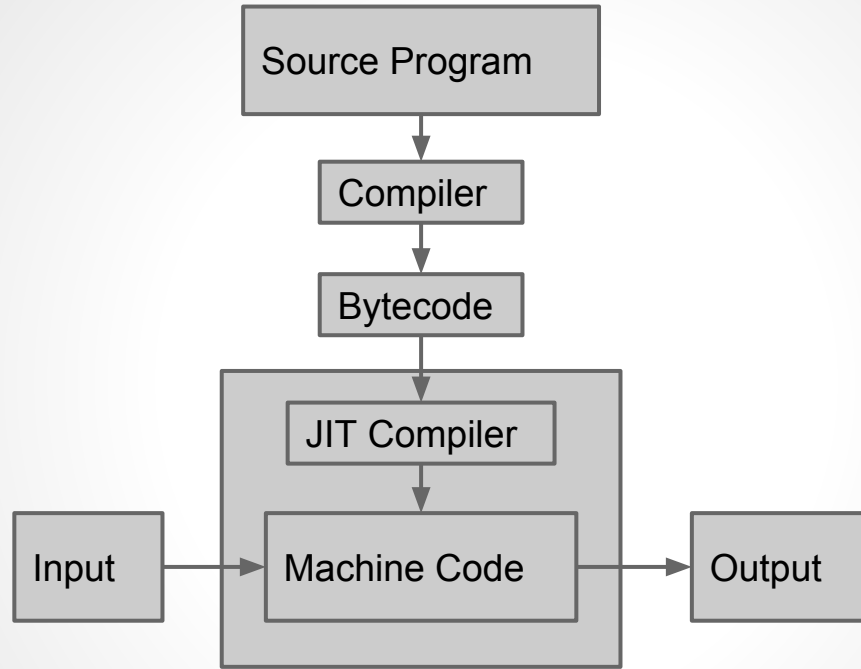 Source Program
Compiler
Bytecode
JIT Compiler
Input
Machine Code
Output